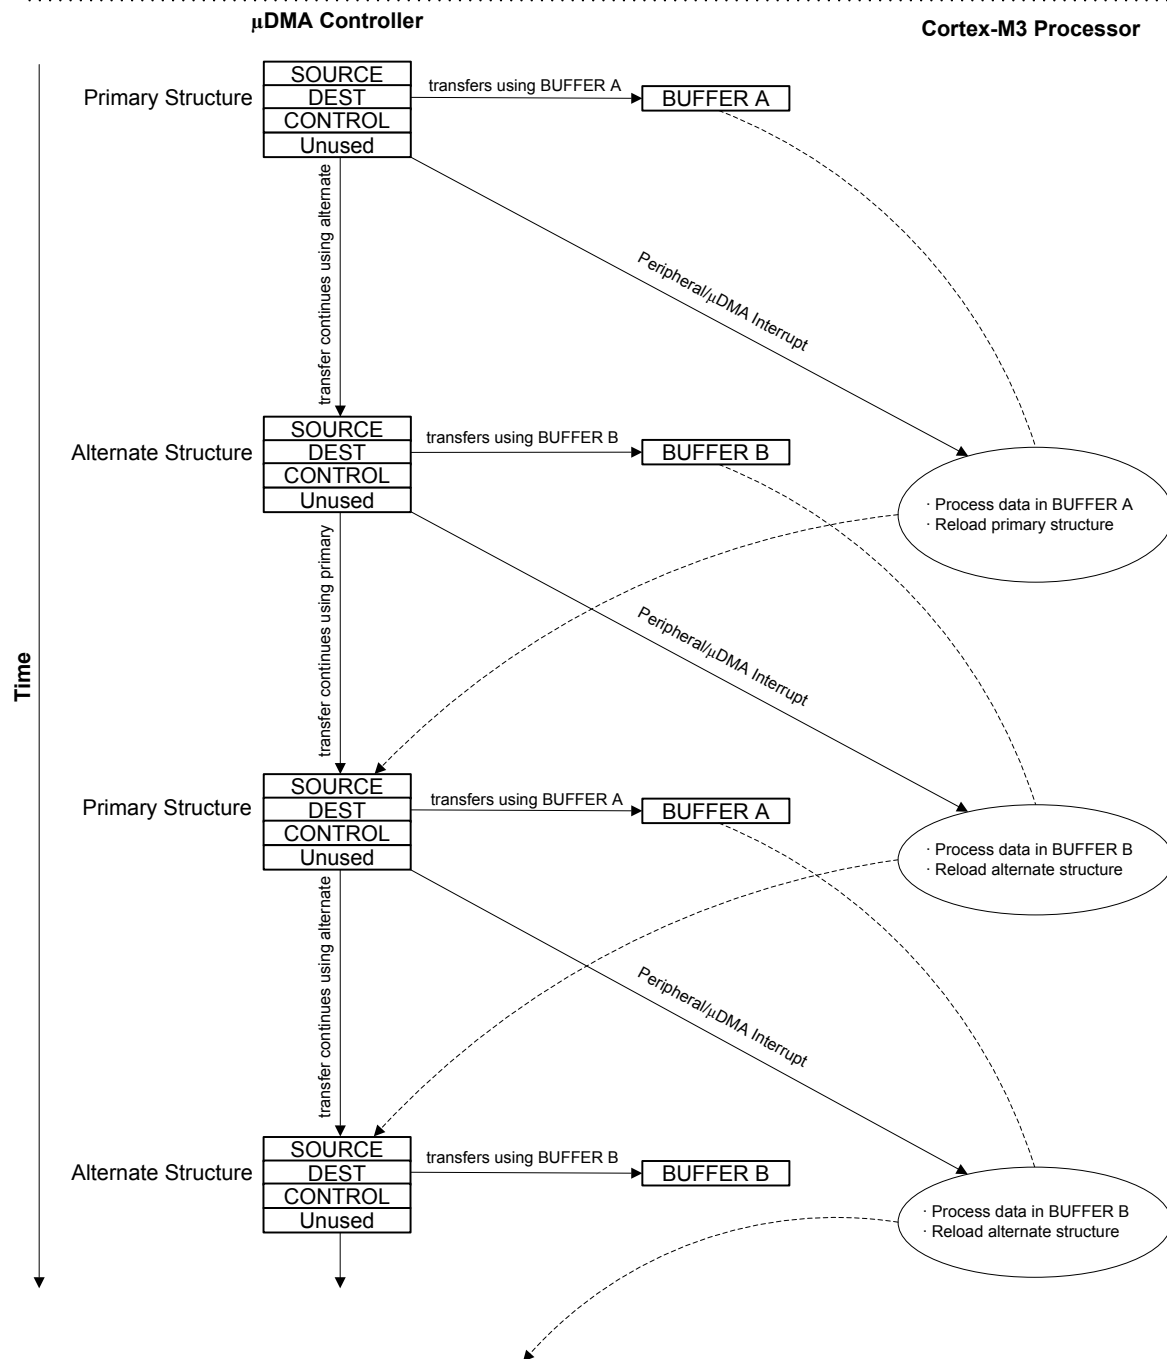 μDMA Controller
Cortex-M3 Processor
Primary Structure
SOURCE
DEST
CONTROL
Unused
transfers using BUFFER A
BUFFER A
transfer continues using alternate
Peripheral/μDMA Interrupt
Alternate Structure
SOURCE
DEST
CONTROL
Unused
transfers using BUFFER B
BUFFER B
· Process data in BUFFER A
· Reload primary structure
transfer continues using primary
Peripheral/μDMA Interrupt
Time
Primary Structure
SOURCE
DEST
CONTROL
Unused
transfers using BUFFER A
BUFFER A
· Process data in BUFFER B
· Reload alternate structure
transfer continues using alternate
Peripheral/μDMA Interrupt
Alternate Structure
SOURCE
DEST
CONTROL
Unused
transfers using BUFFER B
BUFFER B
· Process data in BUFFER B
· Reload alternate structure